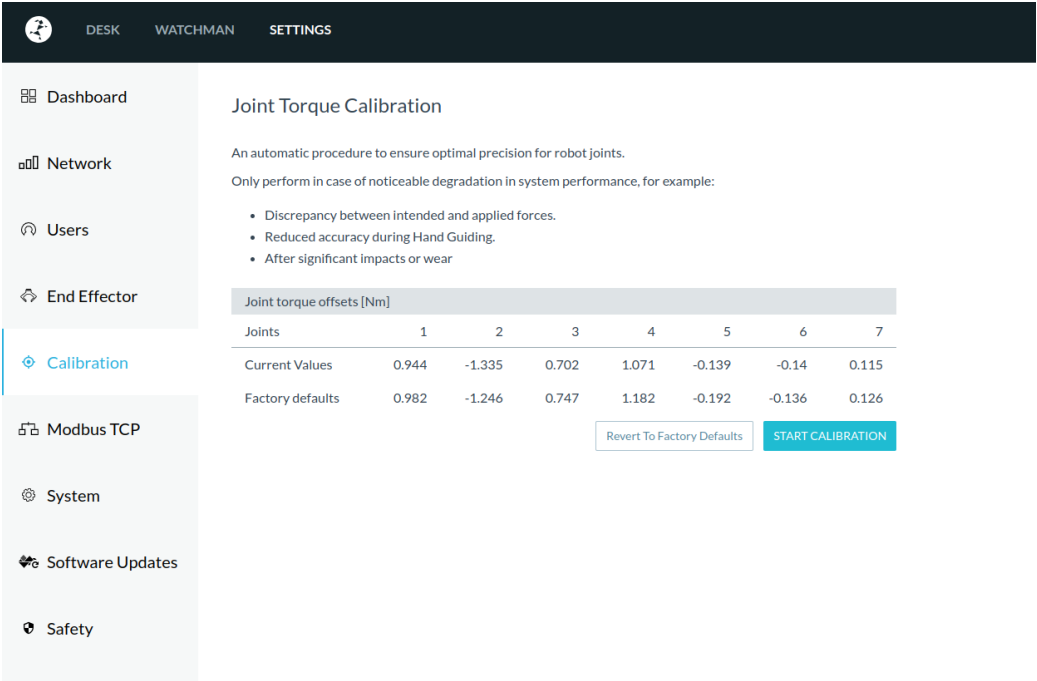 DESK WATCHMAN SETTINGS
Dashboard
Network
Users
End Effector
Calibration
Modbus TCP
System
Software Updates
Safety
Joint Torque Calibration
An automatic procedure to ensure optimal precision for robot joints.
Only perform in case of noticeable degradation in system performance, for example:
• Discrepancy between intended and applied forces.
• Reduced accuracy during Hand Guiding.
• After significant impacts or wear
Joint torque offsets [Nm]
Joints 1 2 3 4 5 6 7
Current Values 0.944 -1.335 0.702 1.071 -0.139 -0.14 0.115
Factory defaults 0.982 -1.246 0.747 1.182 -0.192 -0.136 0.126
Revert To Factory Defaults START CALIBRATION